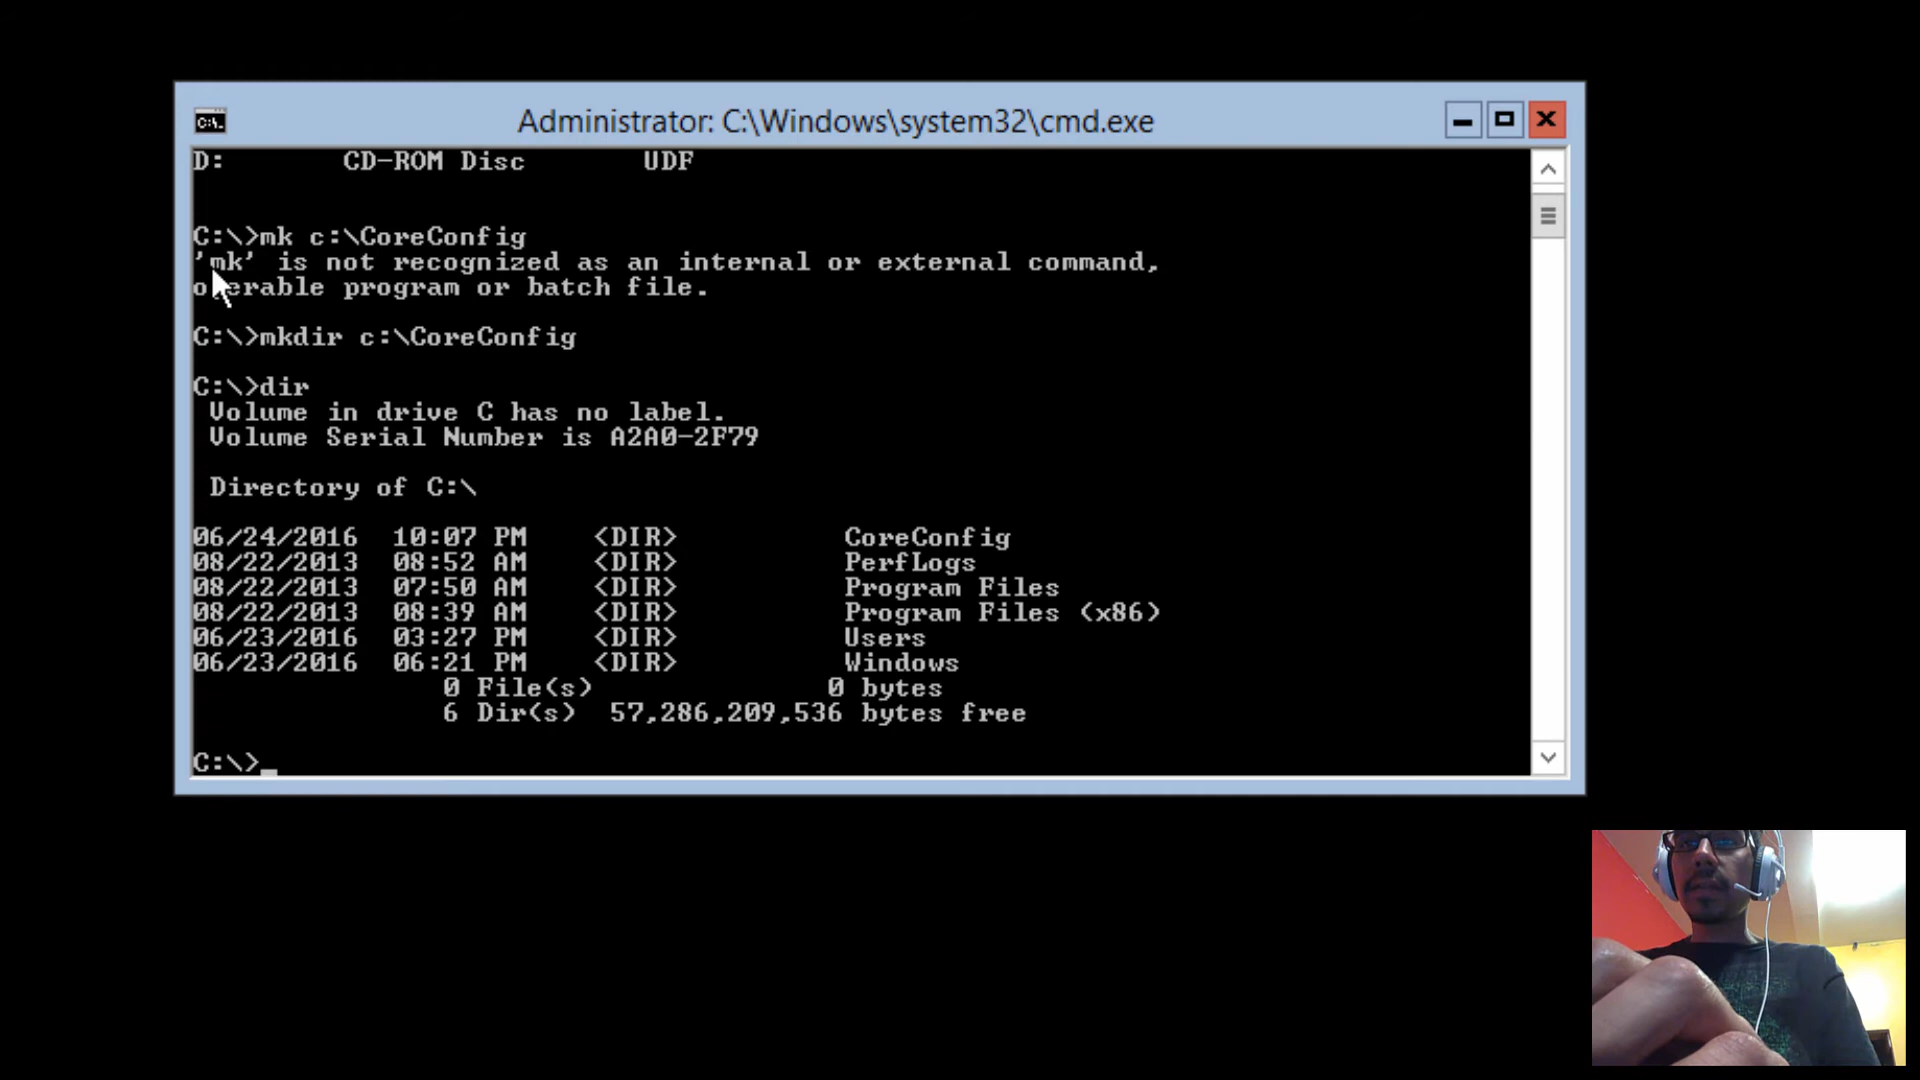 Administrator: C:\Windows\system32\cmd.exe
D: CD-ROM Disc UDF
C:\>mk c:\CoreConfig
'mk' is not recognized as an internal or external command,
operable program or batch file.
C:\>mkdir c:\CoreConfig
C:\>dir
Volume in drive C has no label.
Volume Serial Number is A2A0-2F79
Directory of C:\
06/24/2016 10:07 PM <DIR> CoreConfig
08/22/2013 08:52 AM <DIR> PerfLogs
08/22/2013 07:50 AM <DIR> Program Files
08/22/2013 08:39 AM <DIR> Program Files (x86)
06/23/2016 03:27 PM <DIR> Users
06/23/2016 06:21 PM <DIR> Windows
0 File(s) 0 bytes
6 Dir(s) 57,286,209,536 bytes free
C:\>_